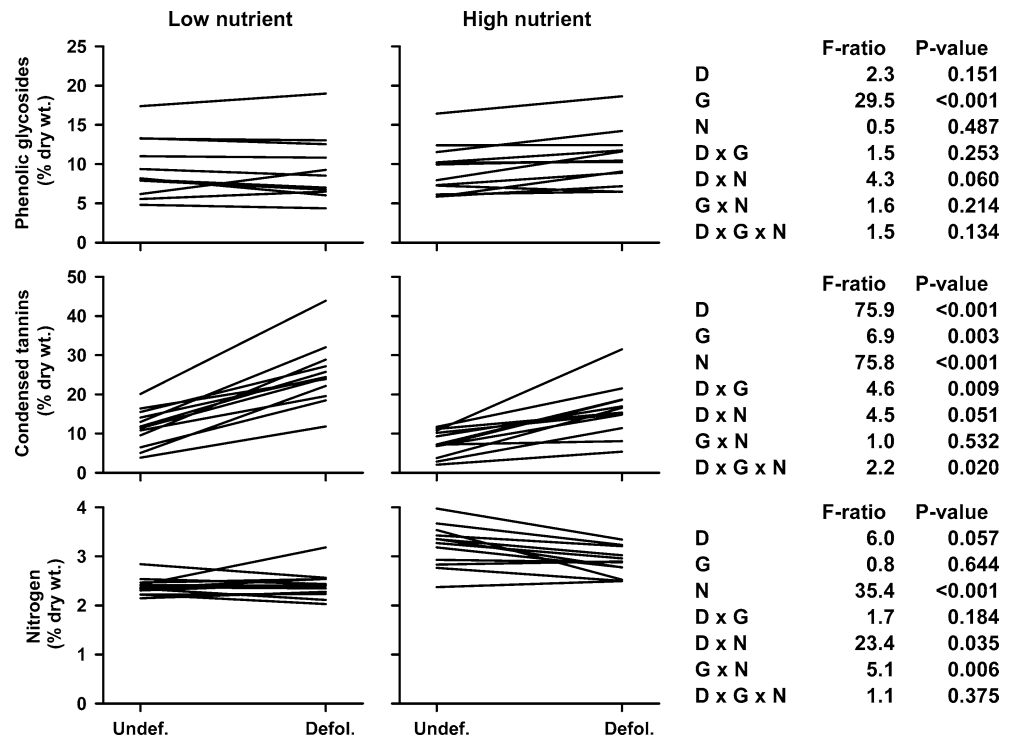 Low nutrient High nutrient
Phenolic glycosides
(% dry wt.)
25
20
15
10
5
0
F-ratio P-value
D 2.3 0.151
G 29.5 <0.001
N 0.5 0.487
D x G 1.5 0.253
D x N 4.3 0.060
G x N 1.6 0.214
D x G x N 1.5 0.134
Condensed tannins
(% dry wt.)
50
40
30
20
10
0
F-ratio P-value
D 75.9 <0.001
G 6.9 0.003
N 75.8 <0.001
D x G 4.6 0.009
D x N 4.5 0.051
G x N 1.0 0.532
D x G x N 2.2 0.020
Nitrogen
(% dry wt.)
4
3
2
1
0
F-ratio P-value
D 6.0 0.057
G 0.8 0.644
N 35.4 <0.001
D x G 1.7 0.184
D x N 23.4 0.035
G x N 5.1 0.006
D x G x N 1.1 0.375
Undef. Defol. Undef. Defol.